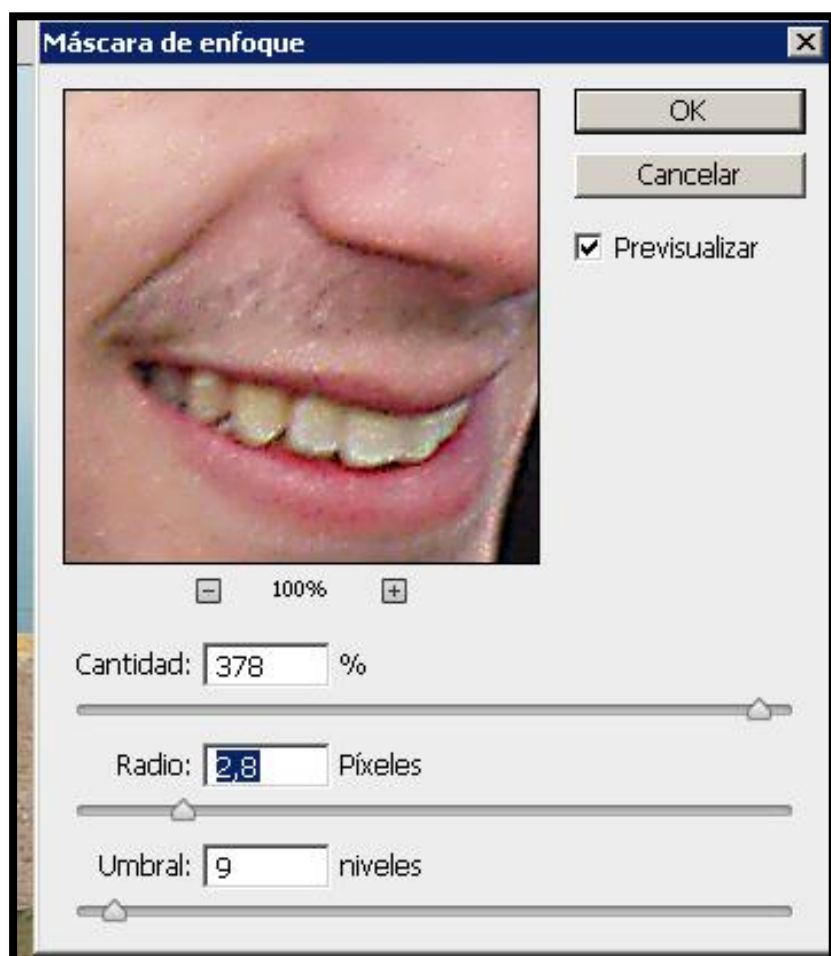 Máscara de enfoque
OK
Cancelar
Previsualizar
100%
Cantidad: 378 %
Radio: 2,8 Píxeles
Umbral: 9 niveles